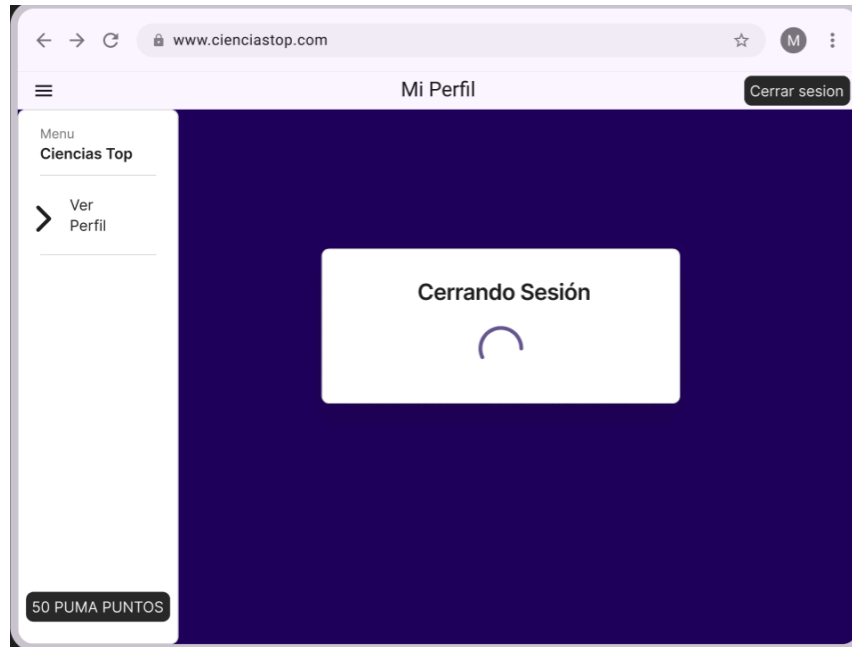 www.cienciastop.com
M
Mi Perfil
Cerrar sesion
Menu
Ciencias Top
Ver
Perfil
Cerrando Sesión
50 PUMA PUNTOS